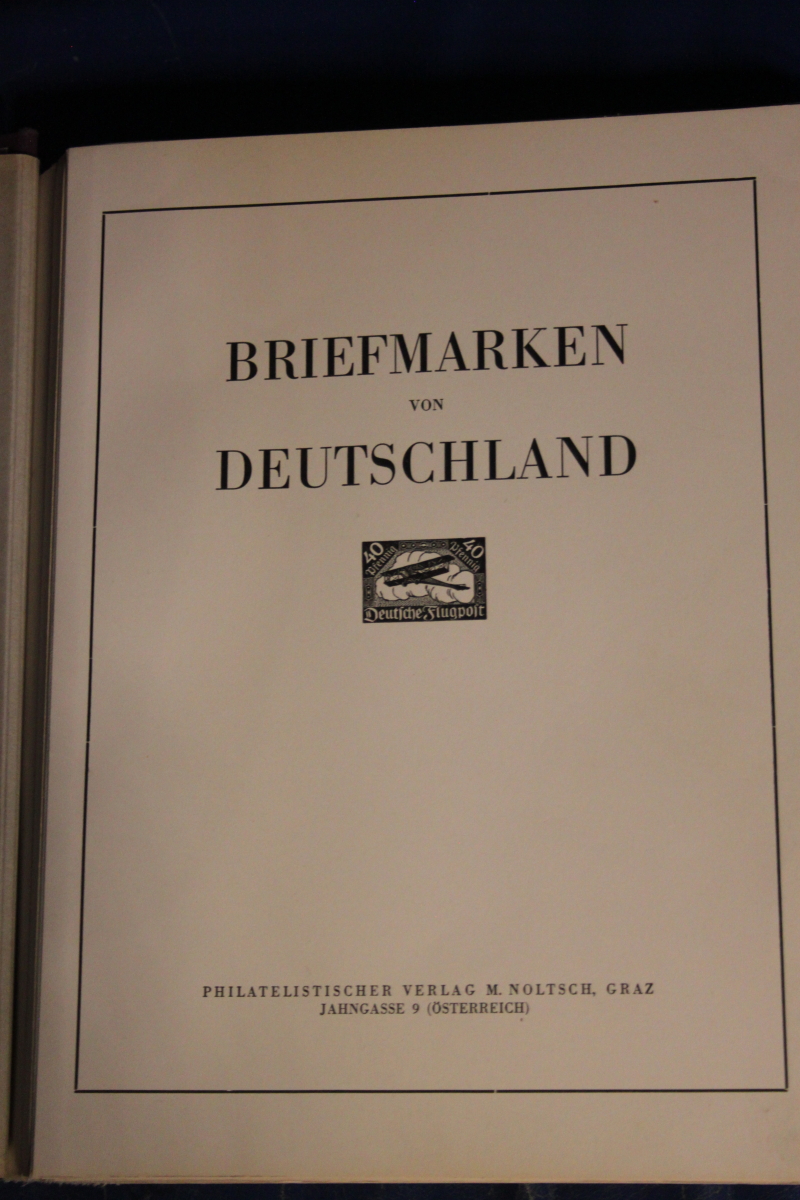 BRIEFMARKEN
VON
DEUTSCHLAND
40 40
Pfennig Pfennig
Deutsche Flugpost
PHILATELISTISCHER VERLAG M. NOLTSCH, GRAZ
JAHNGASSE 9 (ÖSTERREICH)